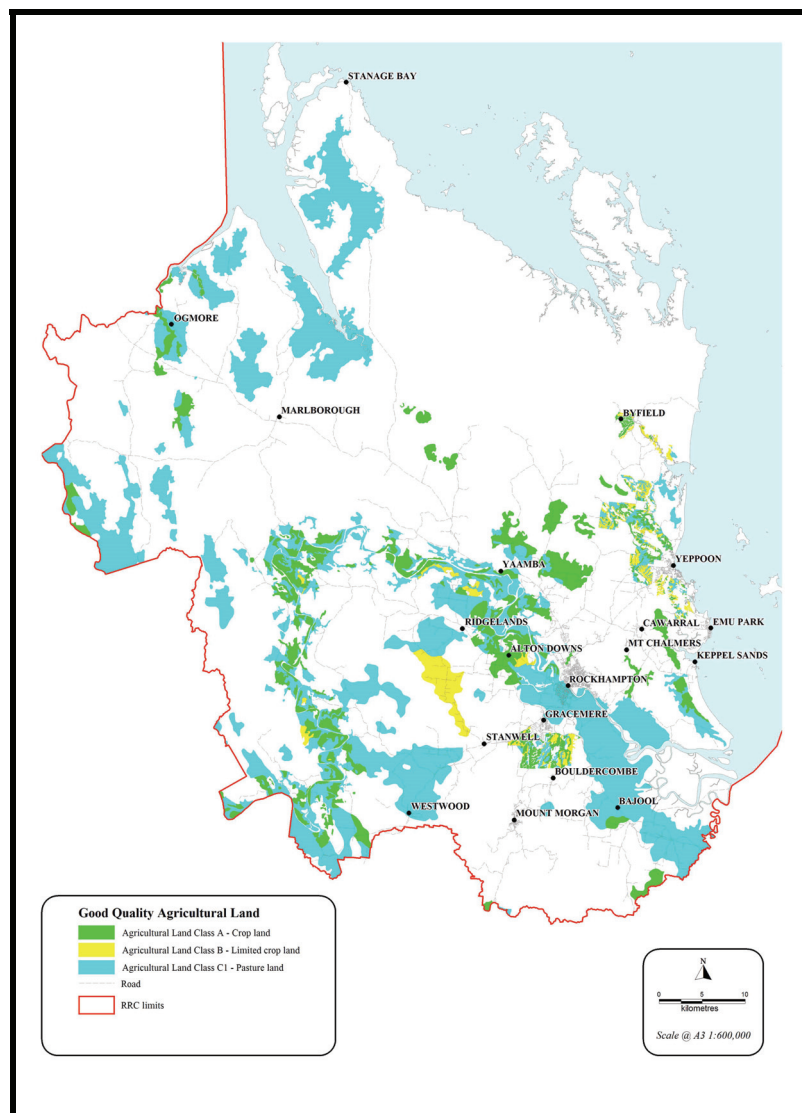 STANAGE BAY
OGMORE
MARLBOROUGH
BYFIELD
YAAMBA
YEPPOON
RIDGELANDS
CAWARRAL
EMU PARK
MT CHALMERS
ALTON DOWNS
KEPPEL SANDS
ROCKHAMPTON
GRACEMERE
STANWELL
BOULDERCOMBE
WESTWOOD
BAJOOL
MOUNT MORGAN
Good Quality Agricultural Land
Agricultural Land Class A - Crop land
Agricultural Land Class B - Limited crop land
Agricultural Land Class C1 - Pasture land
Road
RRC limits
N
0 5 10
kilometres
Scale @ A3 1:600,000